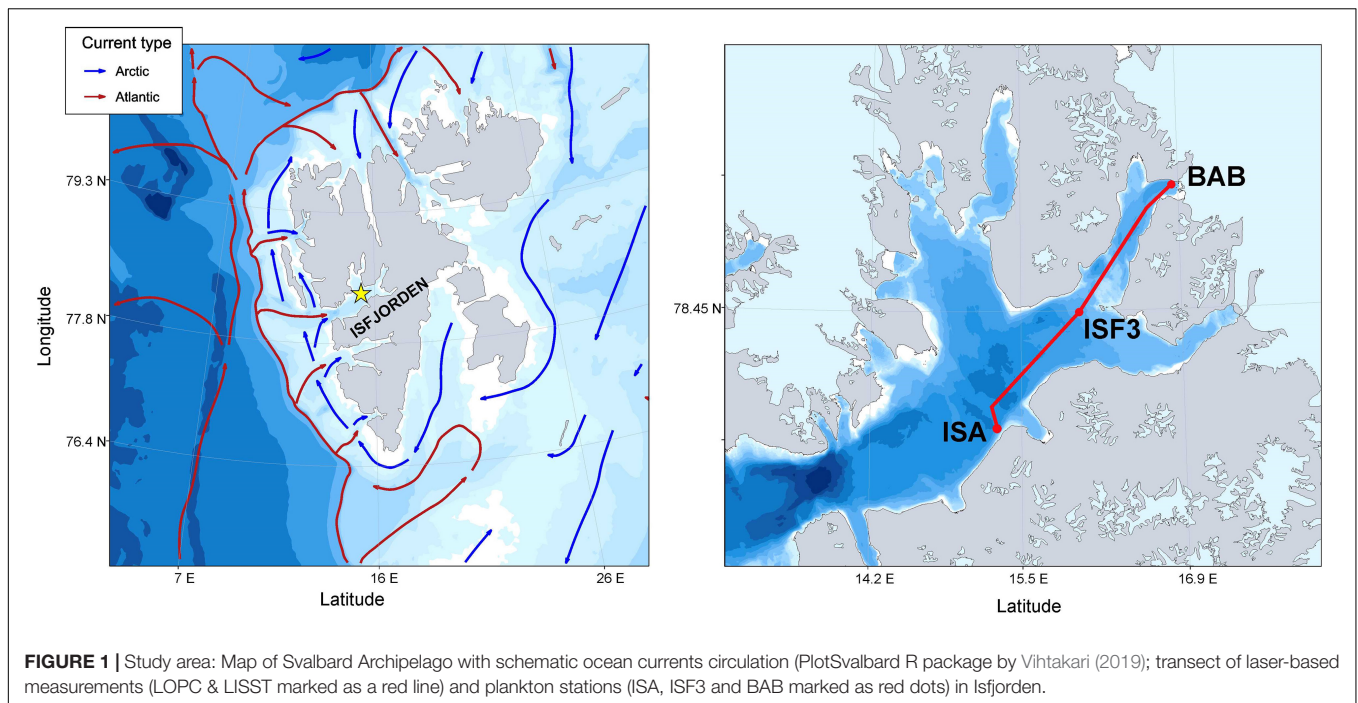 Current type
Arctic
Atlantic
Longitude
79.3 N
77.8 N
76.4 N
ISFJORDEN
7 E
16 E
26 E
Latitude
78.45 N
BAB
ISF3
ISA
14.2 E
15.5 E
16.9 E
Latitude
FIGURE 1 | Study area: Map of Svalbard Archipelago with schematic ocean currents circulation (PlotSvalbard R package by Vihtakari (2019); transect of laser-based
measurements (LOPC & LISST marked as a red line) and plankton stations (ISA, ISF3 and BAB marked as red dots) in Isfjorden.